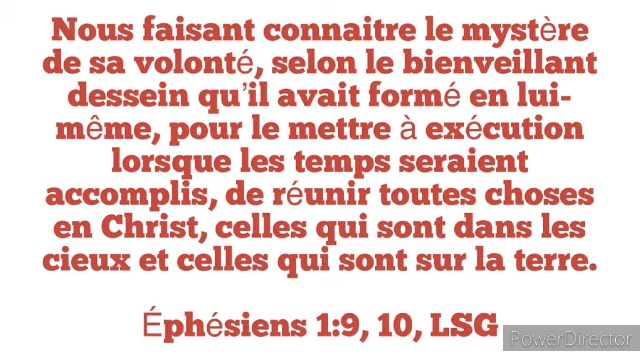 Nous faisant connaitre le mystère
de sa volonté, selon le bienveillant
dessein qu'il avait formé en lui-
même, pour le mettre à exécution
lorsque les temps seraient
accomplis, de réunir toutes choses
en Christ, celles qui sont dans les
cieux et celles qui sont sur la terre.
Éphésiens 1:9, 10, LSG
PowerDirector